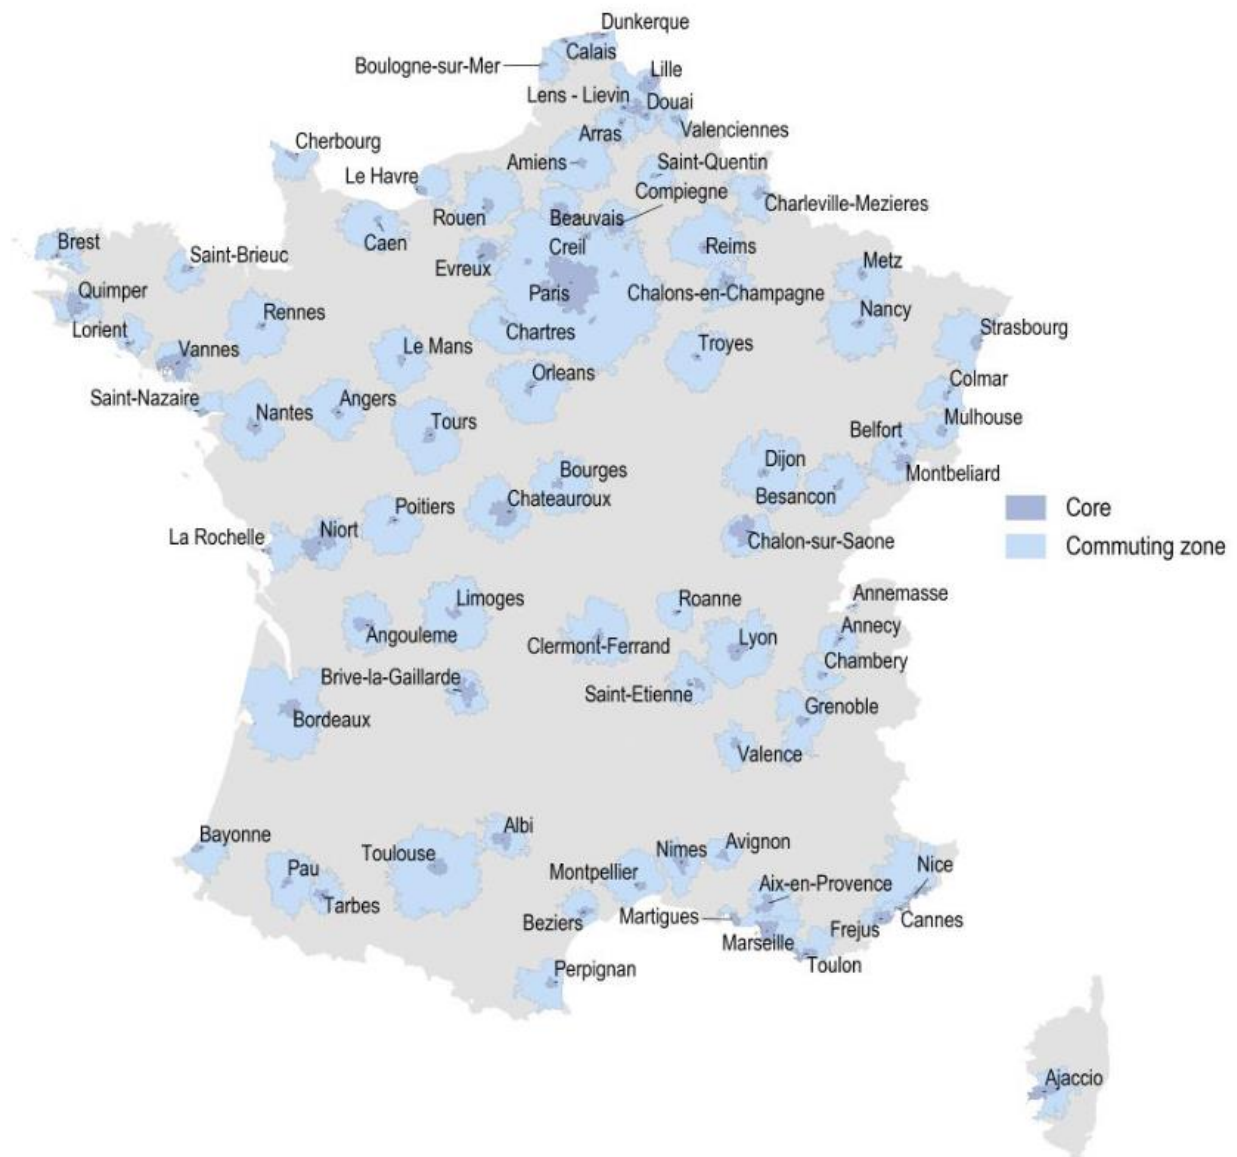 Dunkerque
Calais
Boulogne-sur-Mer
Lille
Lens - Lievin
Douai
Arras
Valenciennes
Cherbourg
Amiens
Saint-Quentin
Le Havre
Compiegne
Charleville-Mezieres
Rouen
Beauvais
Caen
Brest
Saint-Brieuc
Evreux
Creil
Reims
Metz
Quimper
Paris
Chalons-en-Champagne
Rennes
Nancy
Lorient
Chartres
Strasbourg
Vannes
Le Mans
Troyes
Orleans
Colmar
Saint-Nazaire
Nantes
Angers
Tours
Mulhouse
Belfort
Dijon
Bourges
Montbeliard
Besancon
Chateauroux
Poitiers
Core
La Rochelle
Niort
Chalon-sur-Saone
Commuting zone
Annemasse
Limoges
Roanne
Annecy
Angouleme
Clermont-Ferrand
Lyon
Chambery
Brive-la-Gaillarde
Saint-Etienne
Grenoble
Bordeaux
Valence
Albi
Bayonne
Toulouse
Nimes
Avignon
Pau
Montpellier
Nice
Aix-en-Provence
Tarbes
Beziers
Martigues
Frejus
Cannes
Marseille
Toulon
Perpignan
Ajaccio